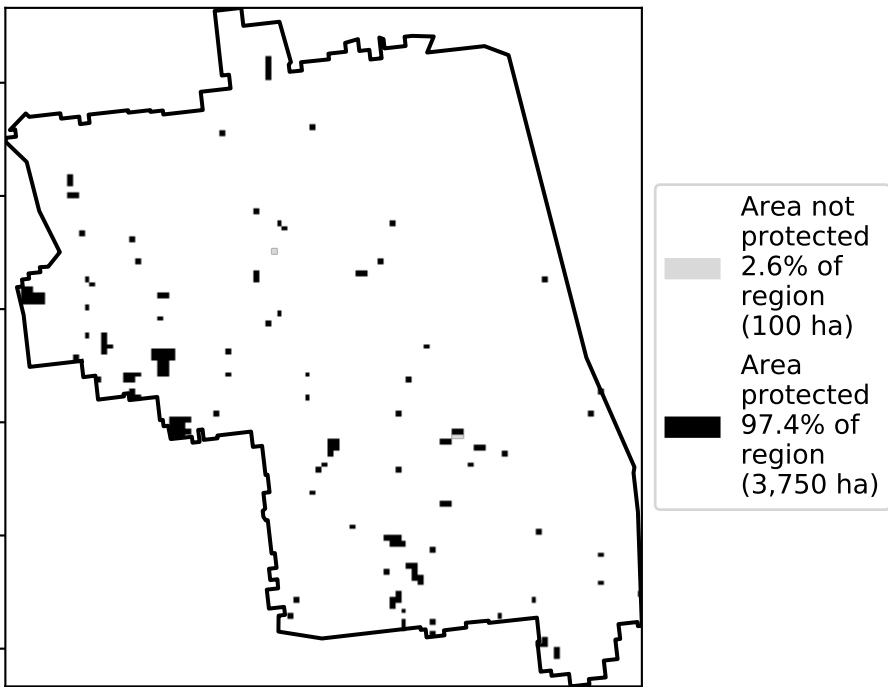 Area not
protected
2.6% of
region
(100 ha)
Area
protected
97.4% of
region
(3,750 ha)